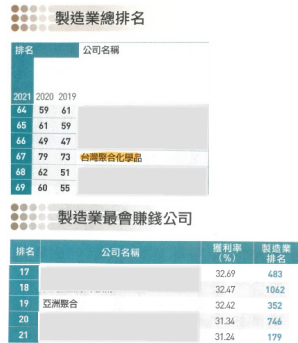 製造業總排名
排名 公司名稱
2021 2020 2019
64 59 61
65 61 59
66 49 47
67 79 73 台灣聚合化學品
68 62 51
69 60 55
製造業最會賺錢公司
排名 公司名稱 獲利率（%） 製造業排名
17 32.69 483
18 32.47 1062
19 亞洲聚合 32.42 352
20 31.34 746
21 31.24 179